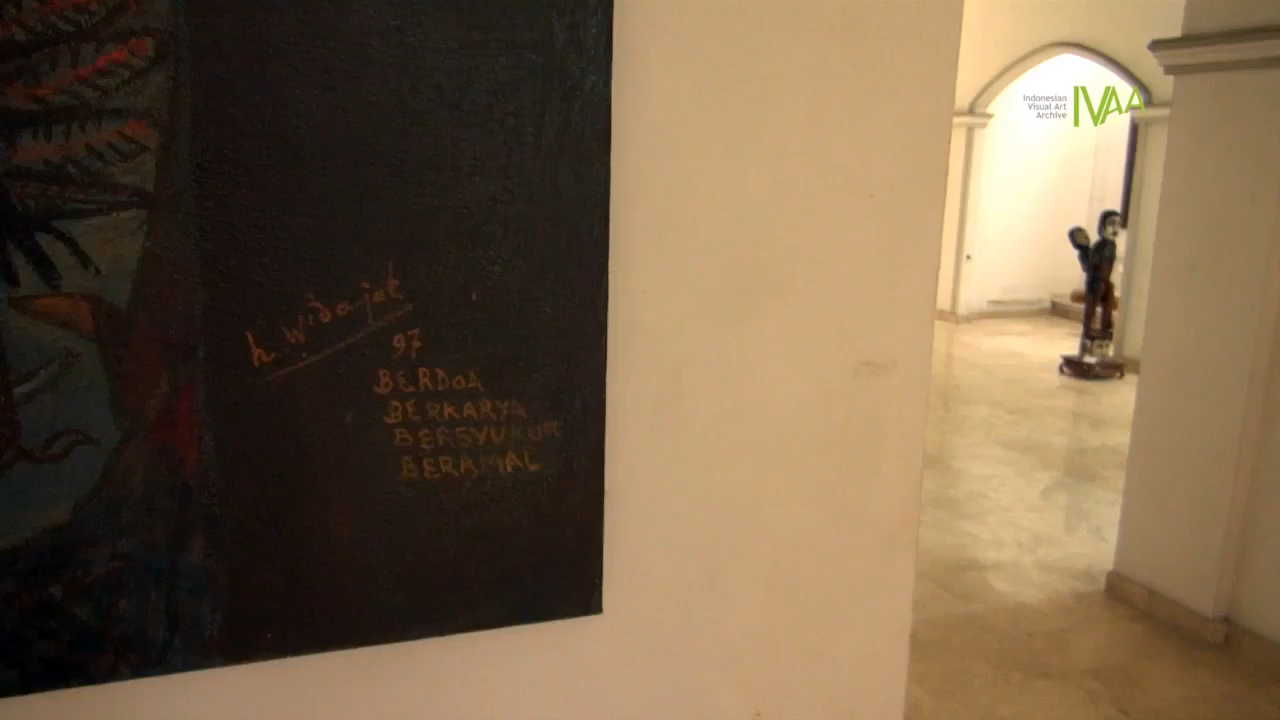 Indonesian
Visual Art
Archive
IVAA
h. widajat
97
BERDOA
BERKARYA
BERSYUKUR
BERAMAL